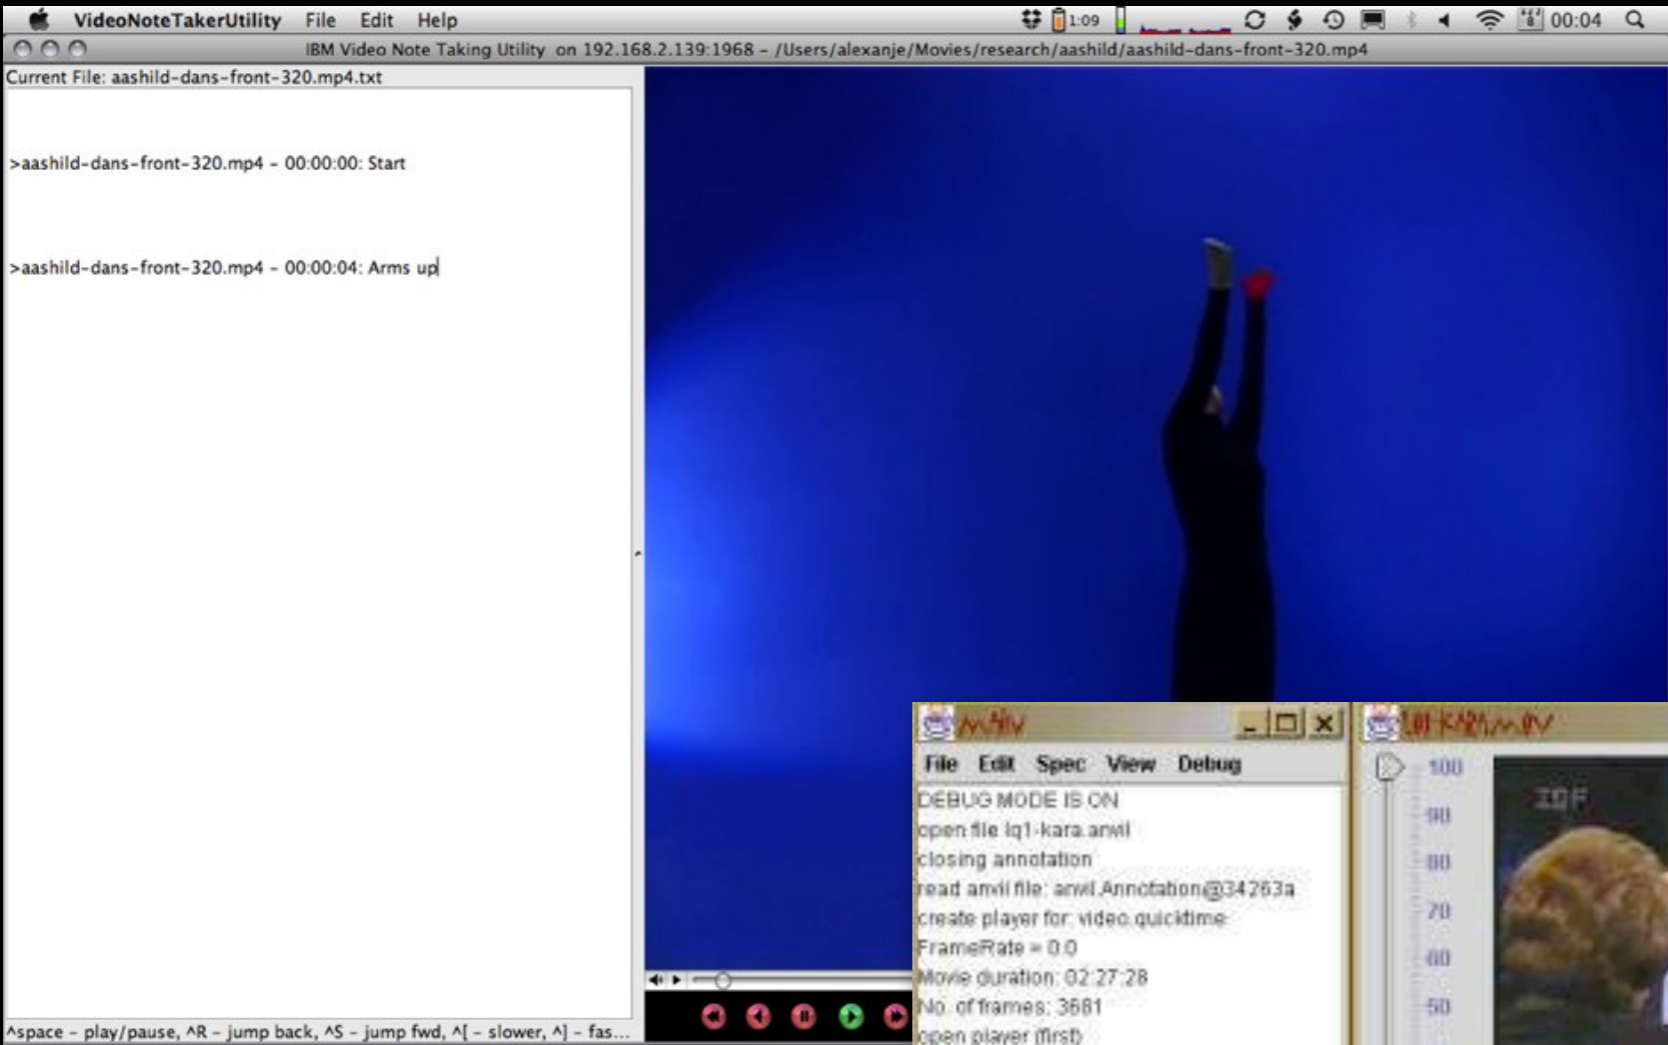 VideoNoteTakerUtility File Edit Help 1:09 00:04
IBM Video Note Taking Utility on 192.168.2.139:1968 – /Users/alexanje/Movies/research/aashild/aashild-dans-front-320.mp4
Current File: aashild-dans-front-320.mp4.txt
>aashild-dans-front-320.mp4 – 00:00:00: Start
>aashild-dans-front-320.mp4 – 00:00:04: Arms up
^space – play/pause, ^R – jump back, ^S – jump fwd, ^[ – slower, ^] – fas...
File Edit Spec View Debug
DEBUG MODE IS ON
open file lq1-kara.anvil
closing annotation
read anvil file: anvil.Annotation@34263a
create player for: video.quicktime
FrameRate = 0.0
Movie duration: 02:27:28
No. of frames: 3681
open player (first)
100
90
80
70
60
50